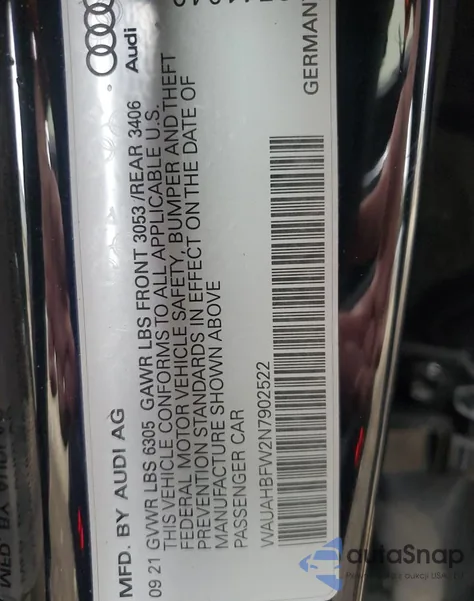 MFD. BY AUDI AG
Audi
09 21 GVWR LBS 6305 GAWR LBS FRONT 3053 /REAR 3406
THIS VEHICLE CONFORMS TO ALL APPLICABLE U.S.
FEDERAL MOTOR VEHICLE SAFETY, BUMPER AND THEFT
PREVENTION STANDARDS IN EFFECT ON THE DATE OF
MANUFACTURE SHOWN ABOVE
PASSENGER CAR
WAUAHBFW2N7902522
GERMAN
autoSnap